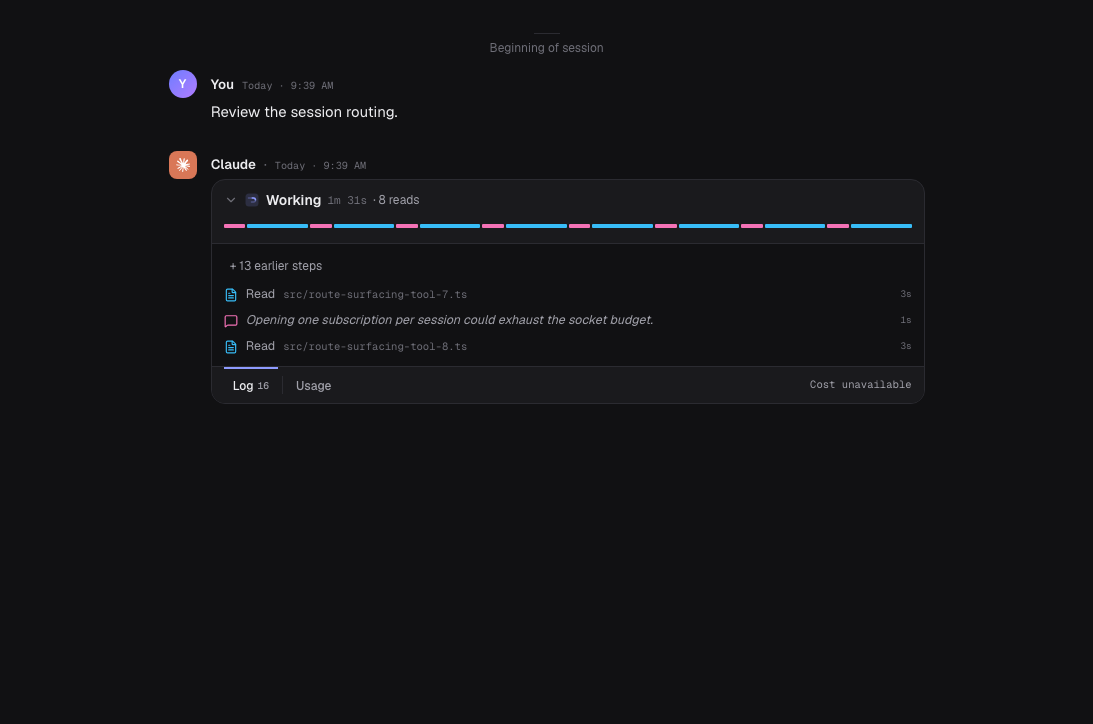 Beginning of session
Y You Today · 9:39 AM
Review the session routing.
Claude · Today · 9:39 AM
Working 1m 31s · 8 reads
+ 13 earlier steps
Read src/route-surfacing-tool-7.ts 3s
Opening one subscription per session could exhaust the socket budget. 1s
Read src/route-surfacing-tool-8.ts 3s
Log 16 Usage Cost unavailable